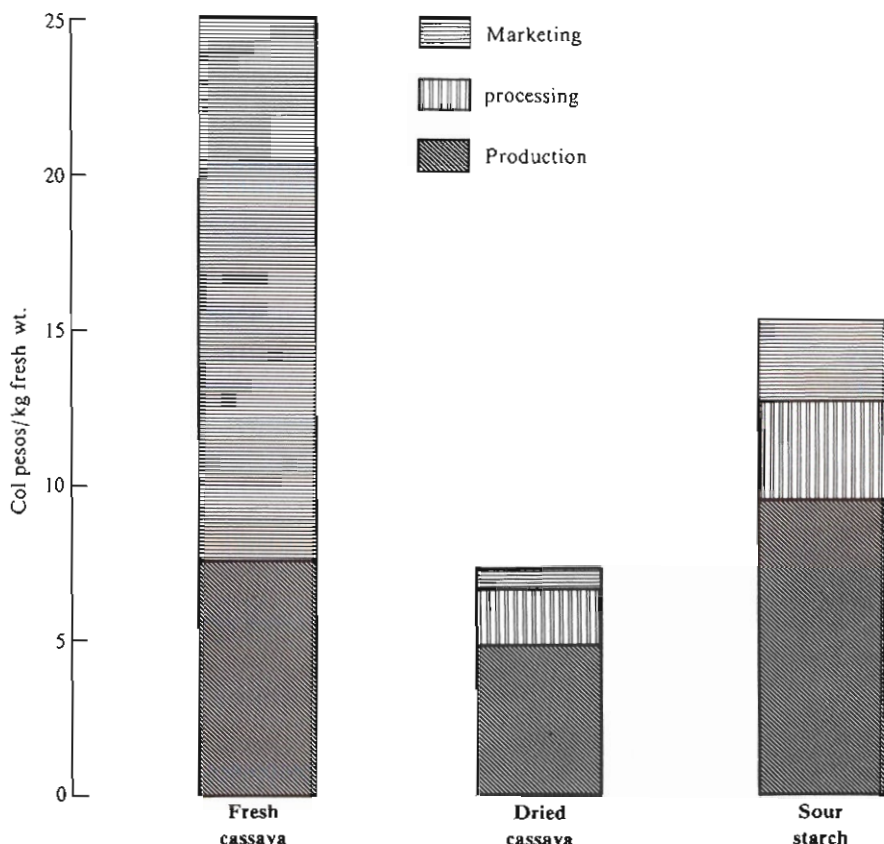 25
20
15
10
5
0
Col pesos/kg fresh wt.
Marketing
processing
Production
Fresh
cassava
Dried
cassava
Sour
starch